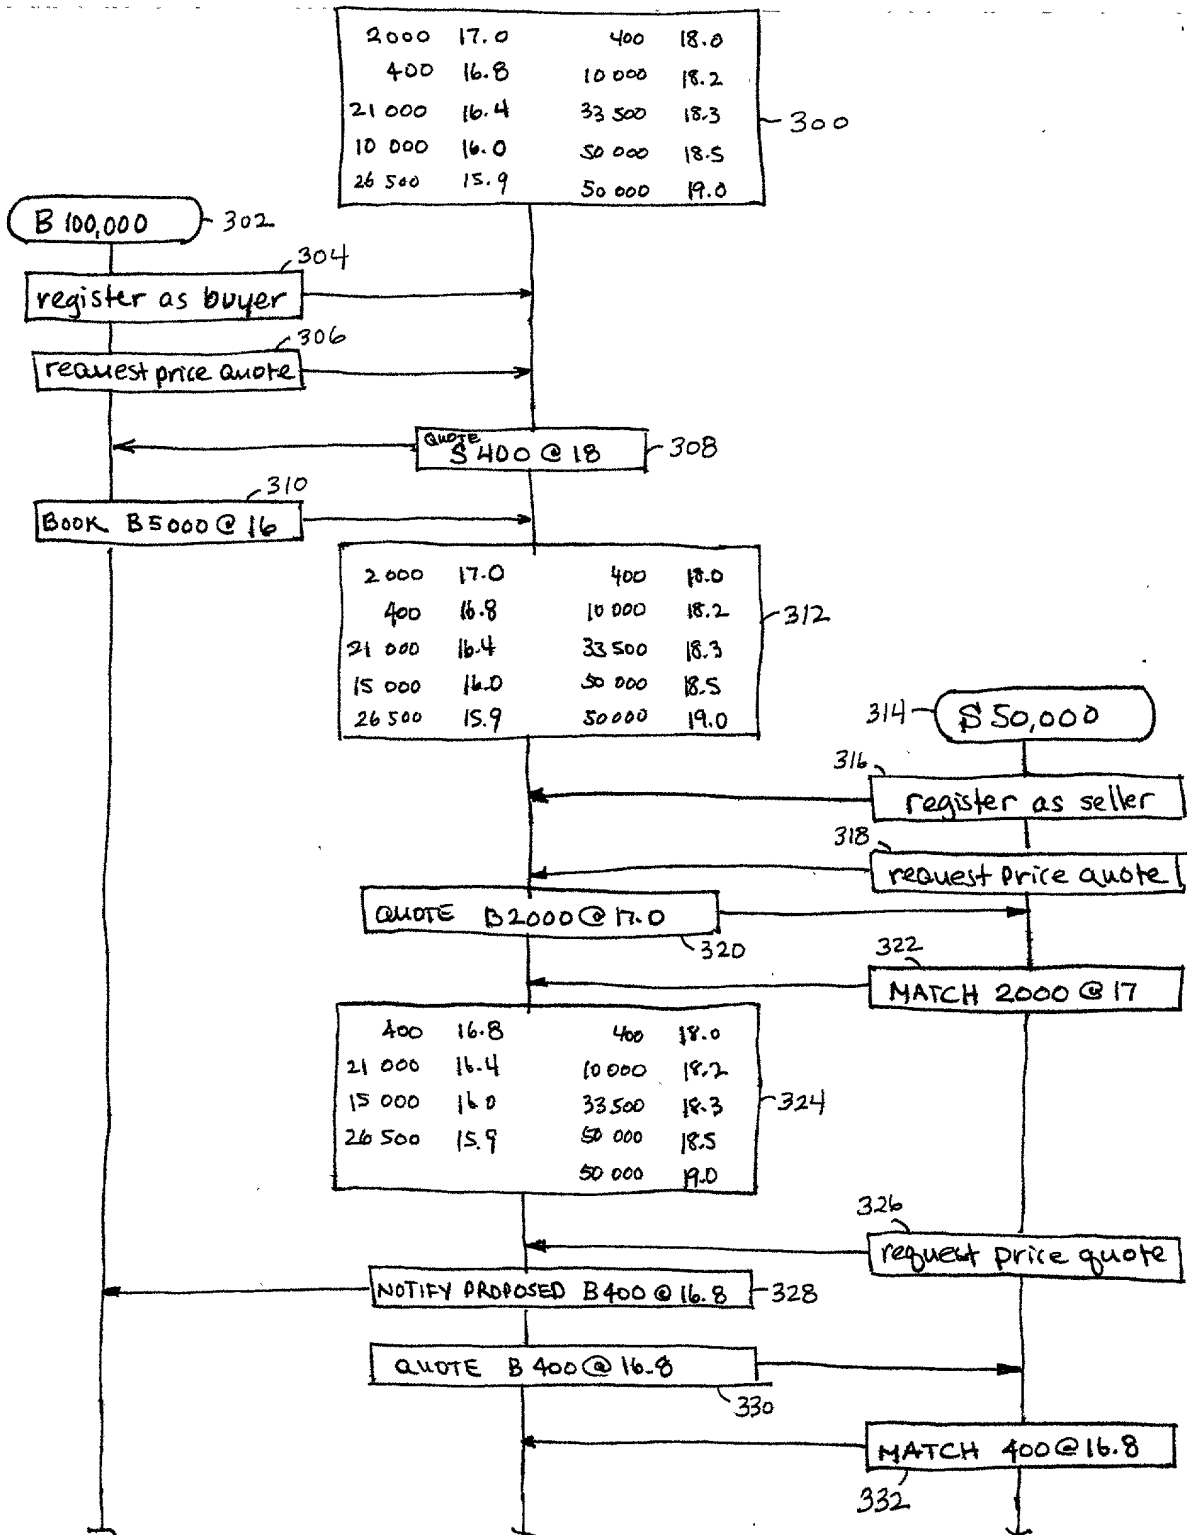 2000 17.0 400 18.0
400 16.8 10 000 18.2
21 000 16.4 33 500 18.3
300
10 000 16.0 50 000 18.5
26 500 15.9 50 000 19.0
B 100,000
302
304
register as buyer
306
request price quote
QUOTE
S 400 @ 18
308
310
BOOK B5000 @ 16
2 000 17.0 400 18.0
400 16.8 10 000 18.2
312
21 000 16.4 33 500 18.3
15 000 16.0 50 000 18.5
26 500 15.9 50000 19.0
314
S 50,000
316
register as seller
318
request price quote
QUOTE B2000 @ 17.0
320
322
MATCH 2000 @ 17
400 16.8 400 18.0
21 000 16.4 10 000 18.2
15 000 16.0 33 500 18.3
324
26 500 15.9 50 000 18.5
50 000 19.0
326
request price quote
NOTIFY PROPOSED B400 @ 16.8
328
QUOTE B 400 @ 16.8
330
MATCH 400 @ 16.8
332